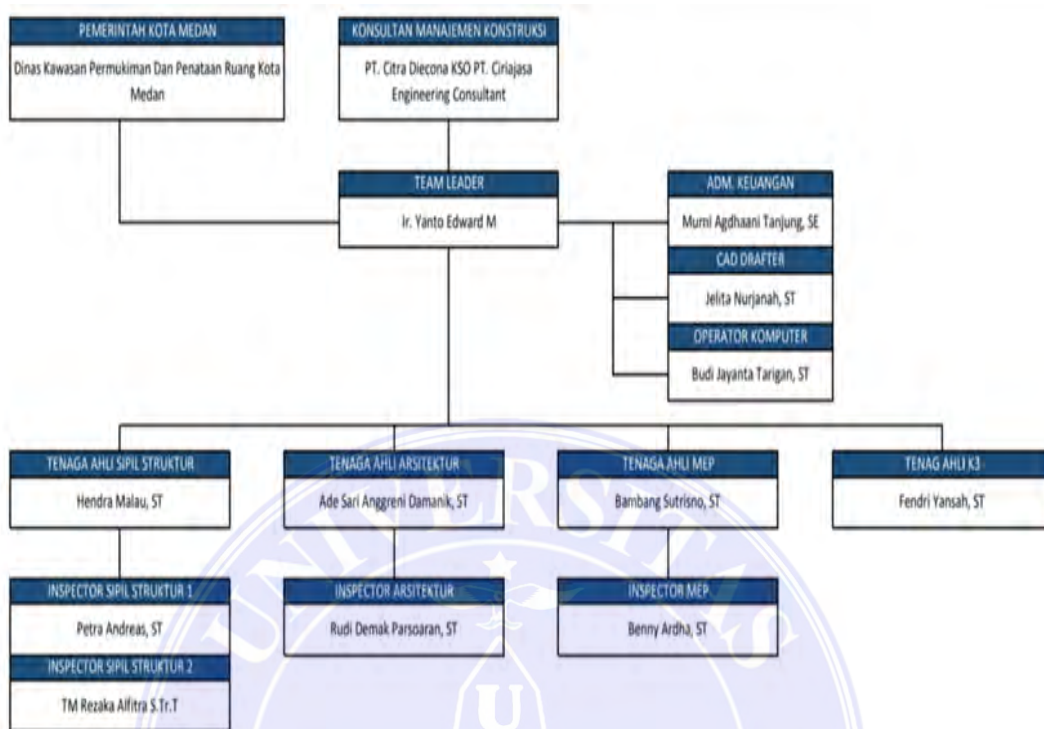 PEMERINTAH KOTA MEDAN
Dinas Kawasan Permukiman Dan Penataan Ruang Kota
Medan
KONSULTAN MANAJEMEN KONSTRUKSI
PT. Citra Diecona KSO PT. Ciriajasa
Engineering Consultant
TEAM LEADER
Ir. Yanto Edward M
ADM. KEUANGAN
Murni Agdhaani Tanjung, SE
CAD DRAFTER
Jelita Nurjanah, ST
OPERATOR KOMPUTER
Budi Jayanta Tarigan, ST
TENAGA AHLI SIPIL STRUKTUR
Hendra Malau, ST
TENAGA AHLI ARSITEKTUR
Ade Sari Anggreni Damanik, ST
TENAGA AHLI MEP
Bambang Sutrisno, ST
TENAG AHLI K3
Fendri Yansah, ST
INSPECTOR SIPIL STRUKTUR 1
Petra Andreas, ST
INSPECTOR SIPIL STRUKTUR 2
TM Rezaka Alfitra S.Tr.T
INSPECTOR ARSITEKTUR
Rudi Demak Parsoaran, ST
INSPECTOR MEP
Benny Ardha, ST
UNIVERSITAS
U